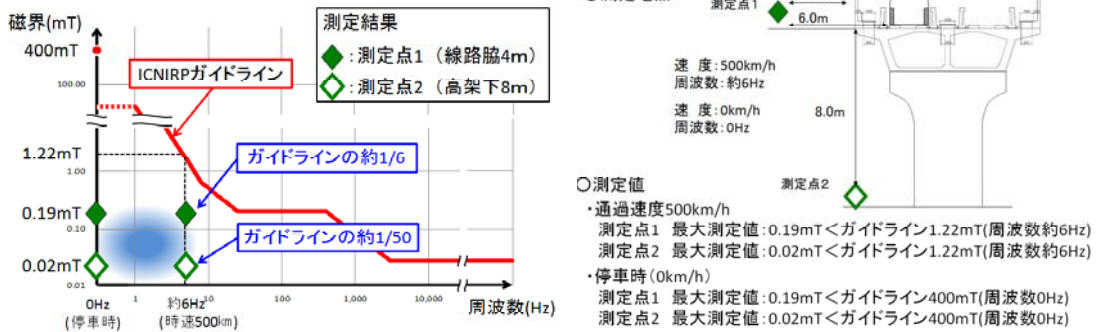 磁界(mT)
400mT
100.00
1.22mT
1.00
0.19mT
0.10
0.02mT
0.01
ICNIRPガイドライン
測定結果
：測定点1（線路脇4m）
：測定点2（高架下8m）
ガイドラインの約1/6
ガイドラインの約1/50
0Hz
(停車時)
1
約6Hz
(時速500km)
10
100
1,000
10,000
周波数(Hz)
測定点1
6.0m
速 度:500km/h
周波数:約6Hz
速 度:0km/h
周波数:0Hz
8.0m
測定点2
○測定値
・通過速度500km/h
測定点1 最大測定値:0.19mT＜ガイドライン1.22mT(周波数約6Hz)
測定点2 最大測定値:0.02mT＜ガイドライン1.22mT(周波数約6Hz)
・停車時(0km/h)
測定点1 最大測定値:0.19mT＜ガイドライン400mT(周波数0Hz)
測定点2 最大測定値:0.02mT＜ガイドライン400mT(周波数0Hz)